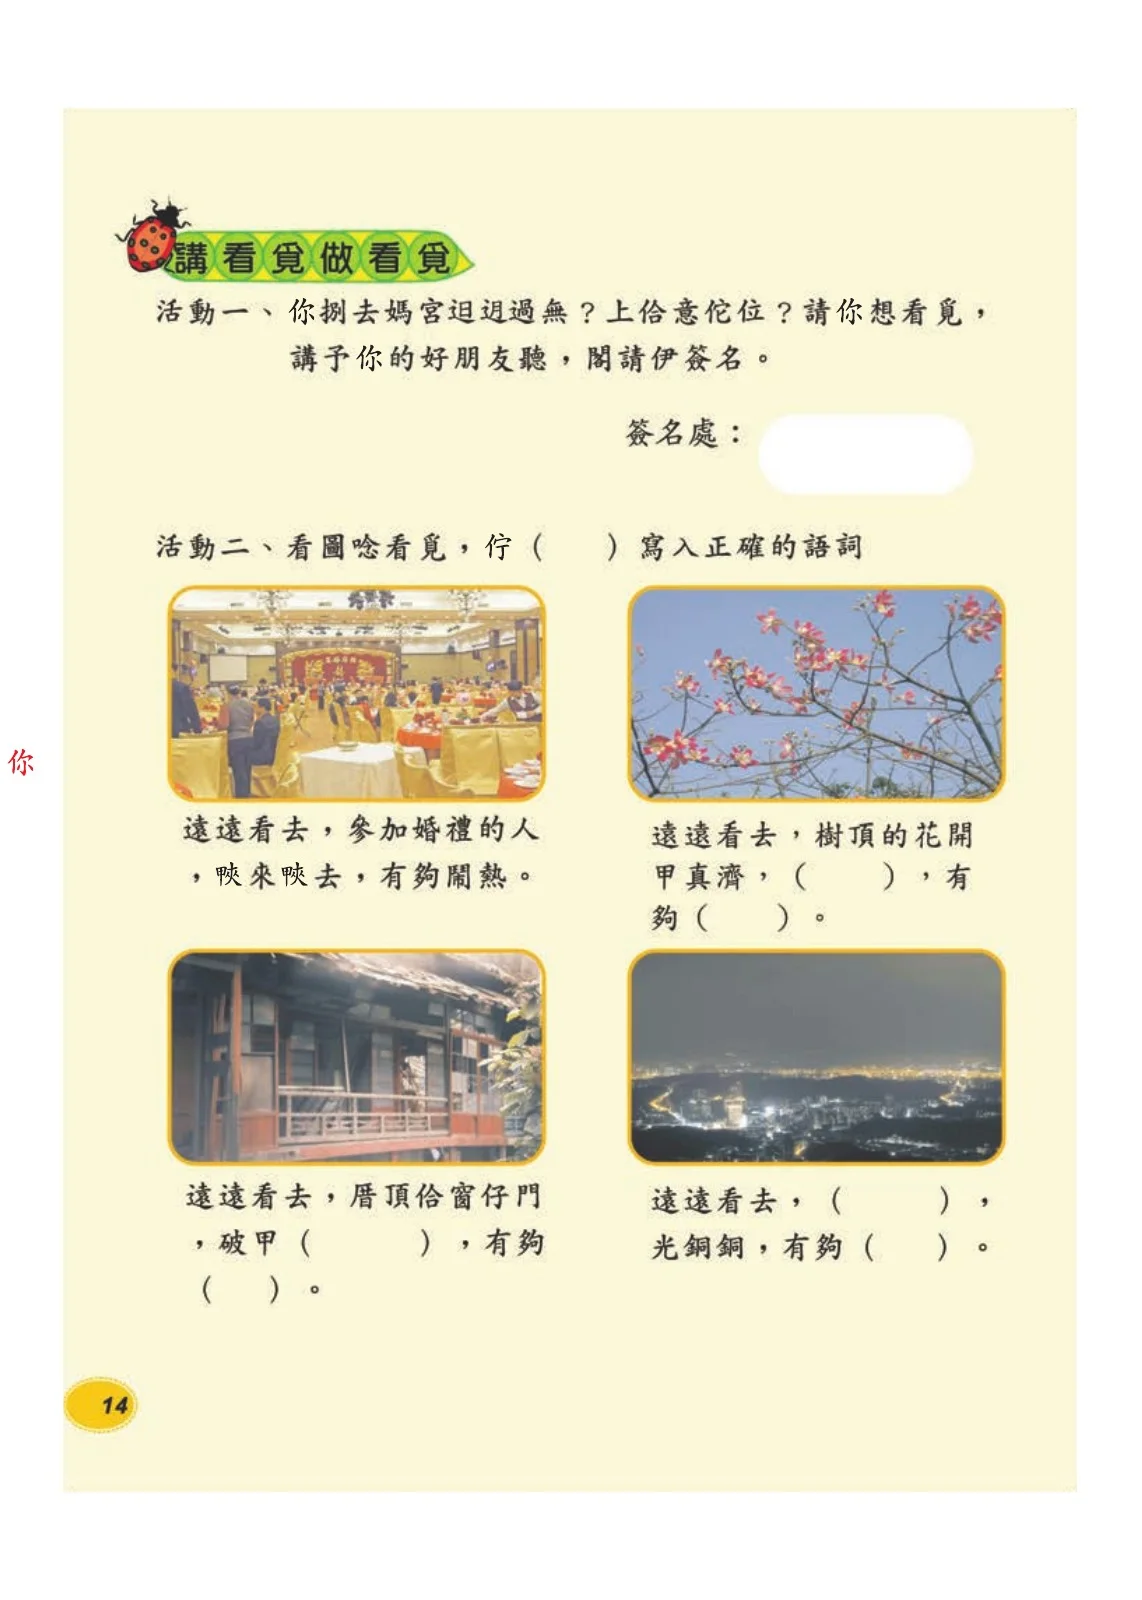 講看覓做看覓
活動一、你捌去媽宮迌迌過無？上佮意佗位？請你想看覓，
講予你的好朋友聽，閣請伊簽名。
簽名處：
活動二、看圖唸看覓，佇（　　）寫入正確的語詞
你
遠遠看去，參加婚禮的人
，𠕇來𠕇去，有夠鬧熱。
遠遠看去，樹頂的花開
甲真濟，（　　），有
夠（　　）。
遠遠看去，厝頂佮窗仔門
，破甲（　　　），有夠
（　　）。
遠遠看去，（　　　），
光銅銅，有夠（　　）。
14